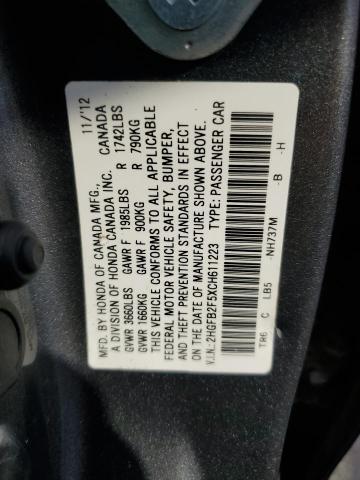 MFD. BY HONDA OF CANADA MFG., 11/12
A DIVISION OF HONDA CANADA INC. CANADA
GVWR 3660LBS GAWR F 1985LBS R 1742LBS
GVWR 1660KG GAWR F 900KG R 790KG
THIS VEHICLE CONFORMS TO ALL APPLICABLE
FEDERAL MOTOR VEHICLE SAFETY, BUMPER,
AND THEFT PREVENTION STANDARDS IN EFFECT
ON THE DATE OF MANUFACTURE SHOWN ABOVE.
V.I.N.: 2HGFB2F5XCH611223 TYPE: PASSENGER CAR
TR6 C LB5 -NH737M -B -H